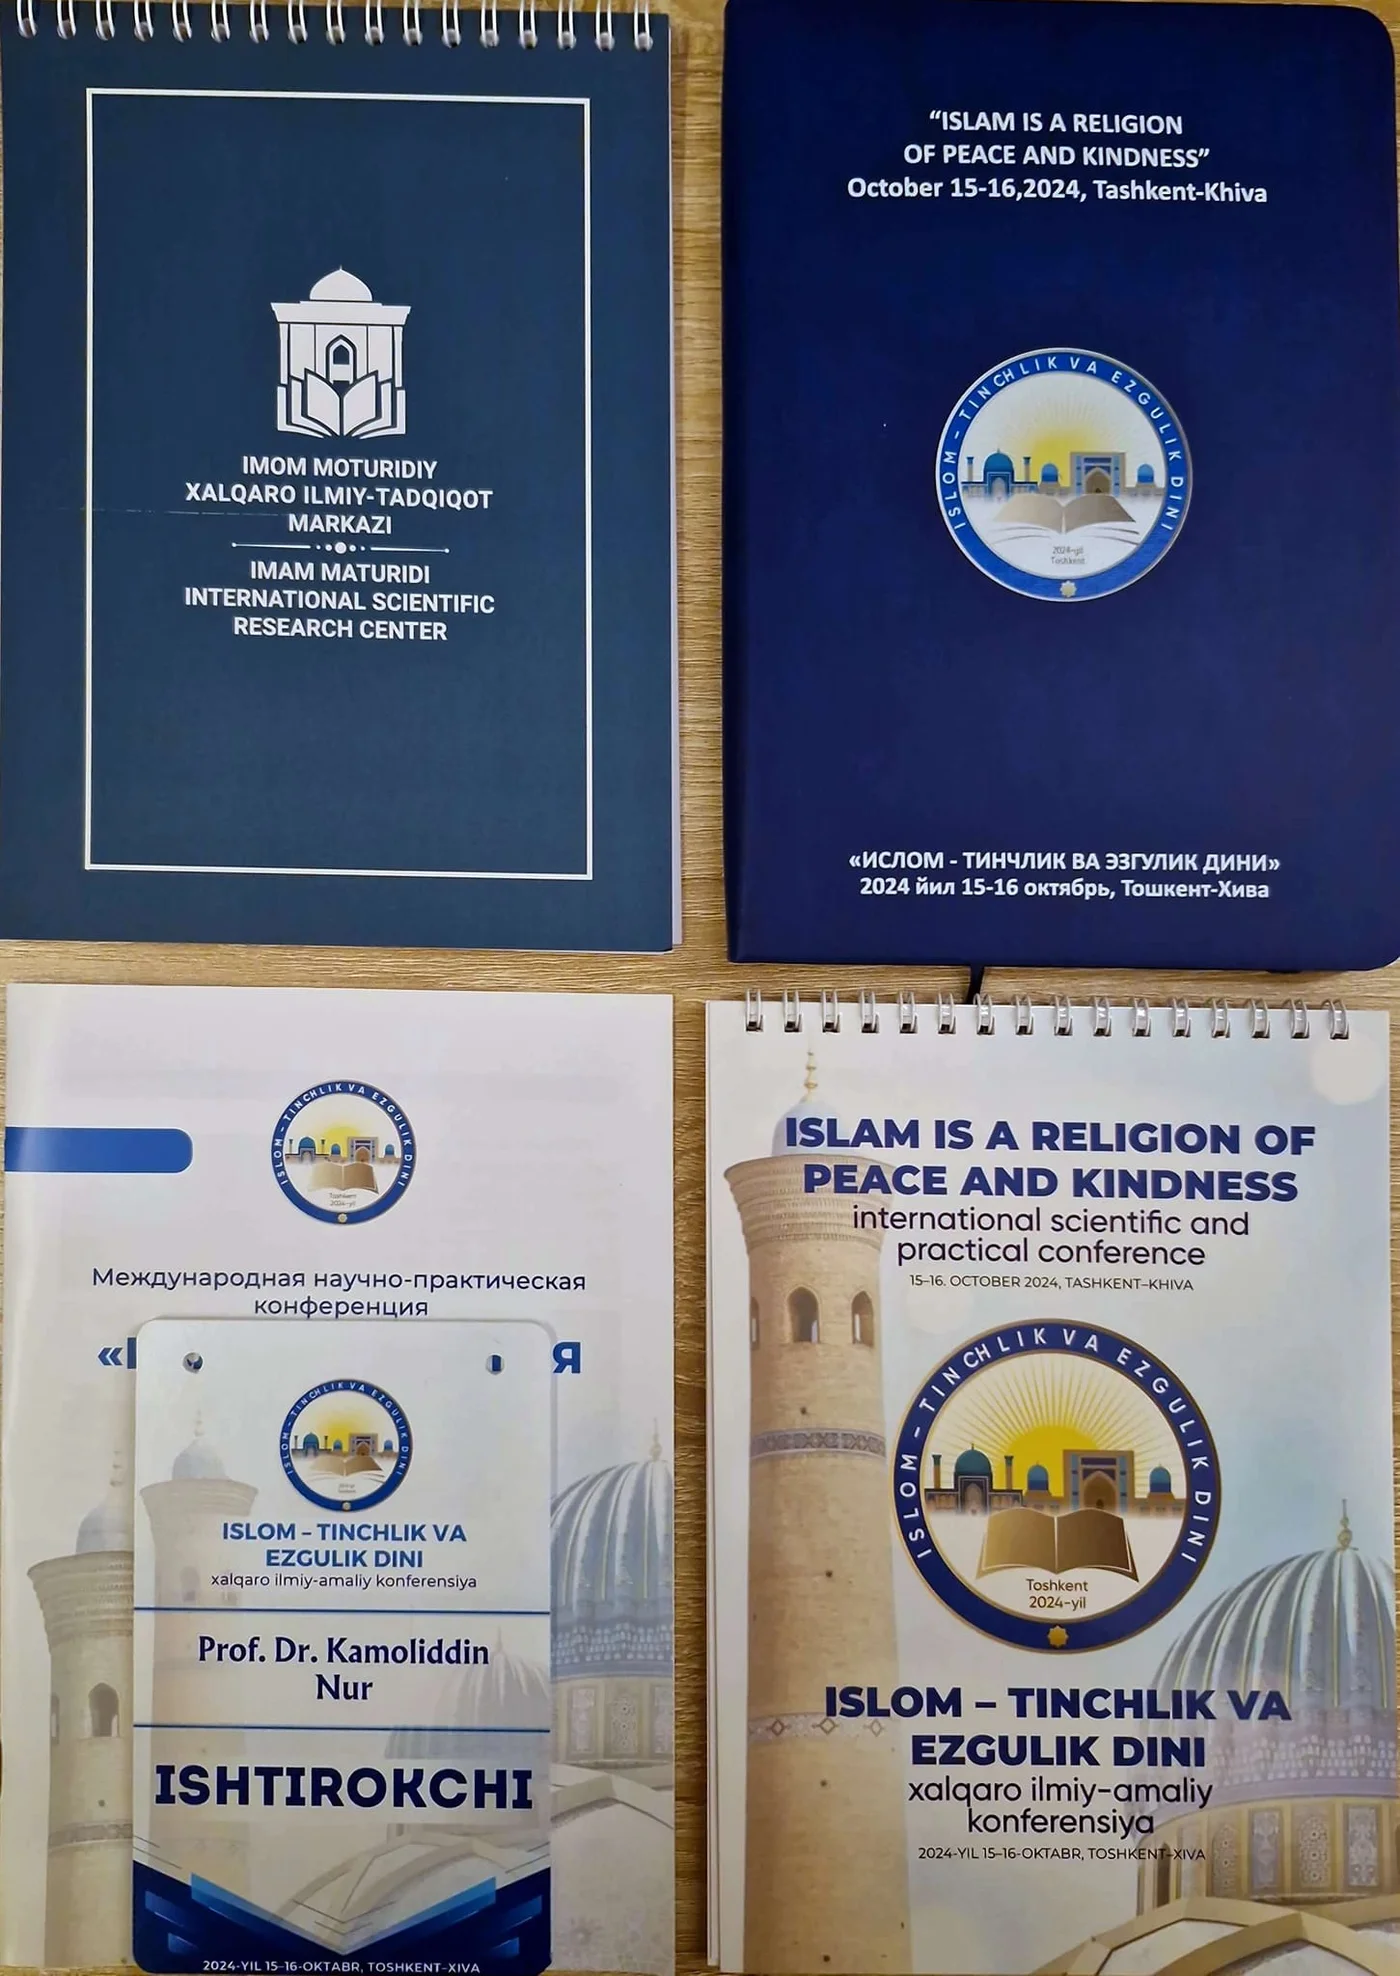 IMOM MOTURIDIY
XALQARO ILMIY-TADQIQOT
MARKAZI
IMAM MATURIDI
INTERNATIONAL SCIENTIFIC
RESEARCH CENTER
“ISLAM IS A RELIGION
OF PEACE AND KINDNESS”
October 15-16,2024, Tashkent-Khiva
ISLOM - TINCHLIK VA EZGULIK DINI
2024-yil
Toshkent
«ИСЛОМ - ТИНЧЛИК ВА ЭЗГУЛИК ДИНИ»
2024 йил 15-16 октябрь, Тошкент-Хива
ISLOM - TINCHLIK VA EZGULIK DINI
Toshkent
2024-yil
Международная научно-практическая
конференция
ISLOM - TINCHLIK VA EZGULIK DINI
ISLOM – TINCHLIK VA
EZGULIK DINI
xalqaro ilmiy-amaliy konferensiya
Prof. Dr. Kamoliddin
Nur
ISHTIROKCHI
2024-YIL 15-16-OKTABR, TOSHKENT-XIVA
ISLAM IS A RELIGION OF
PEACE AND KINDNESS
international scientific and
practical conference
15–16. OCTOBER 2024, TASHKENT–KHIVA
ISLOM - TINCHLIK VA EZGULIK DINI
Toshkent
2024-yil
ISLOM – TINCHLIK VA
EZGULIK DINI
xalqaro ilmiy-amaliy
konferensiya
2024-YIL 15–16-OKTABR, TOSHKENT–XIVA